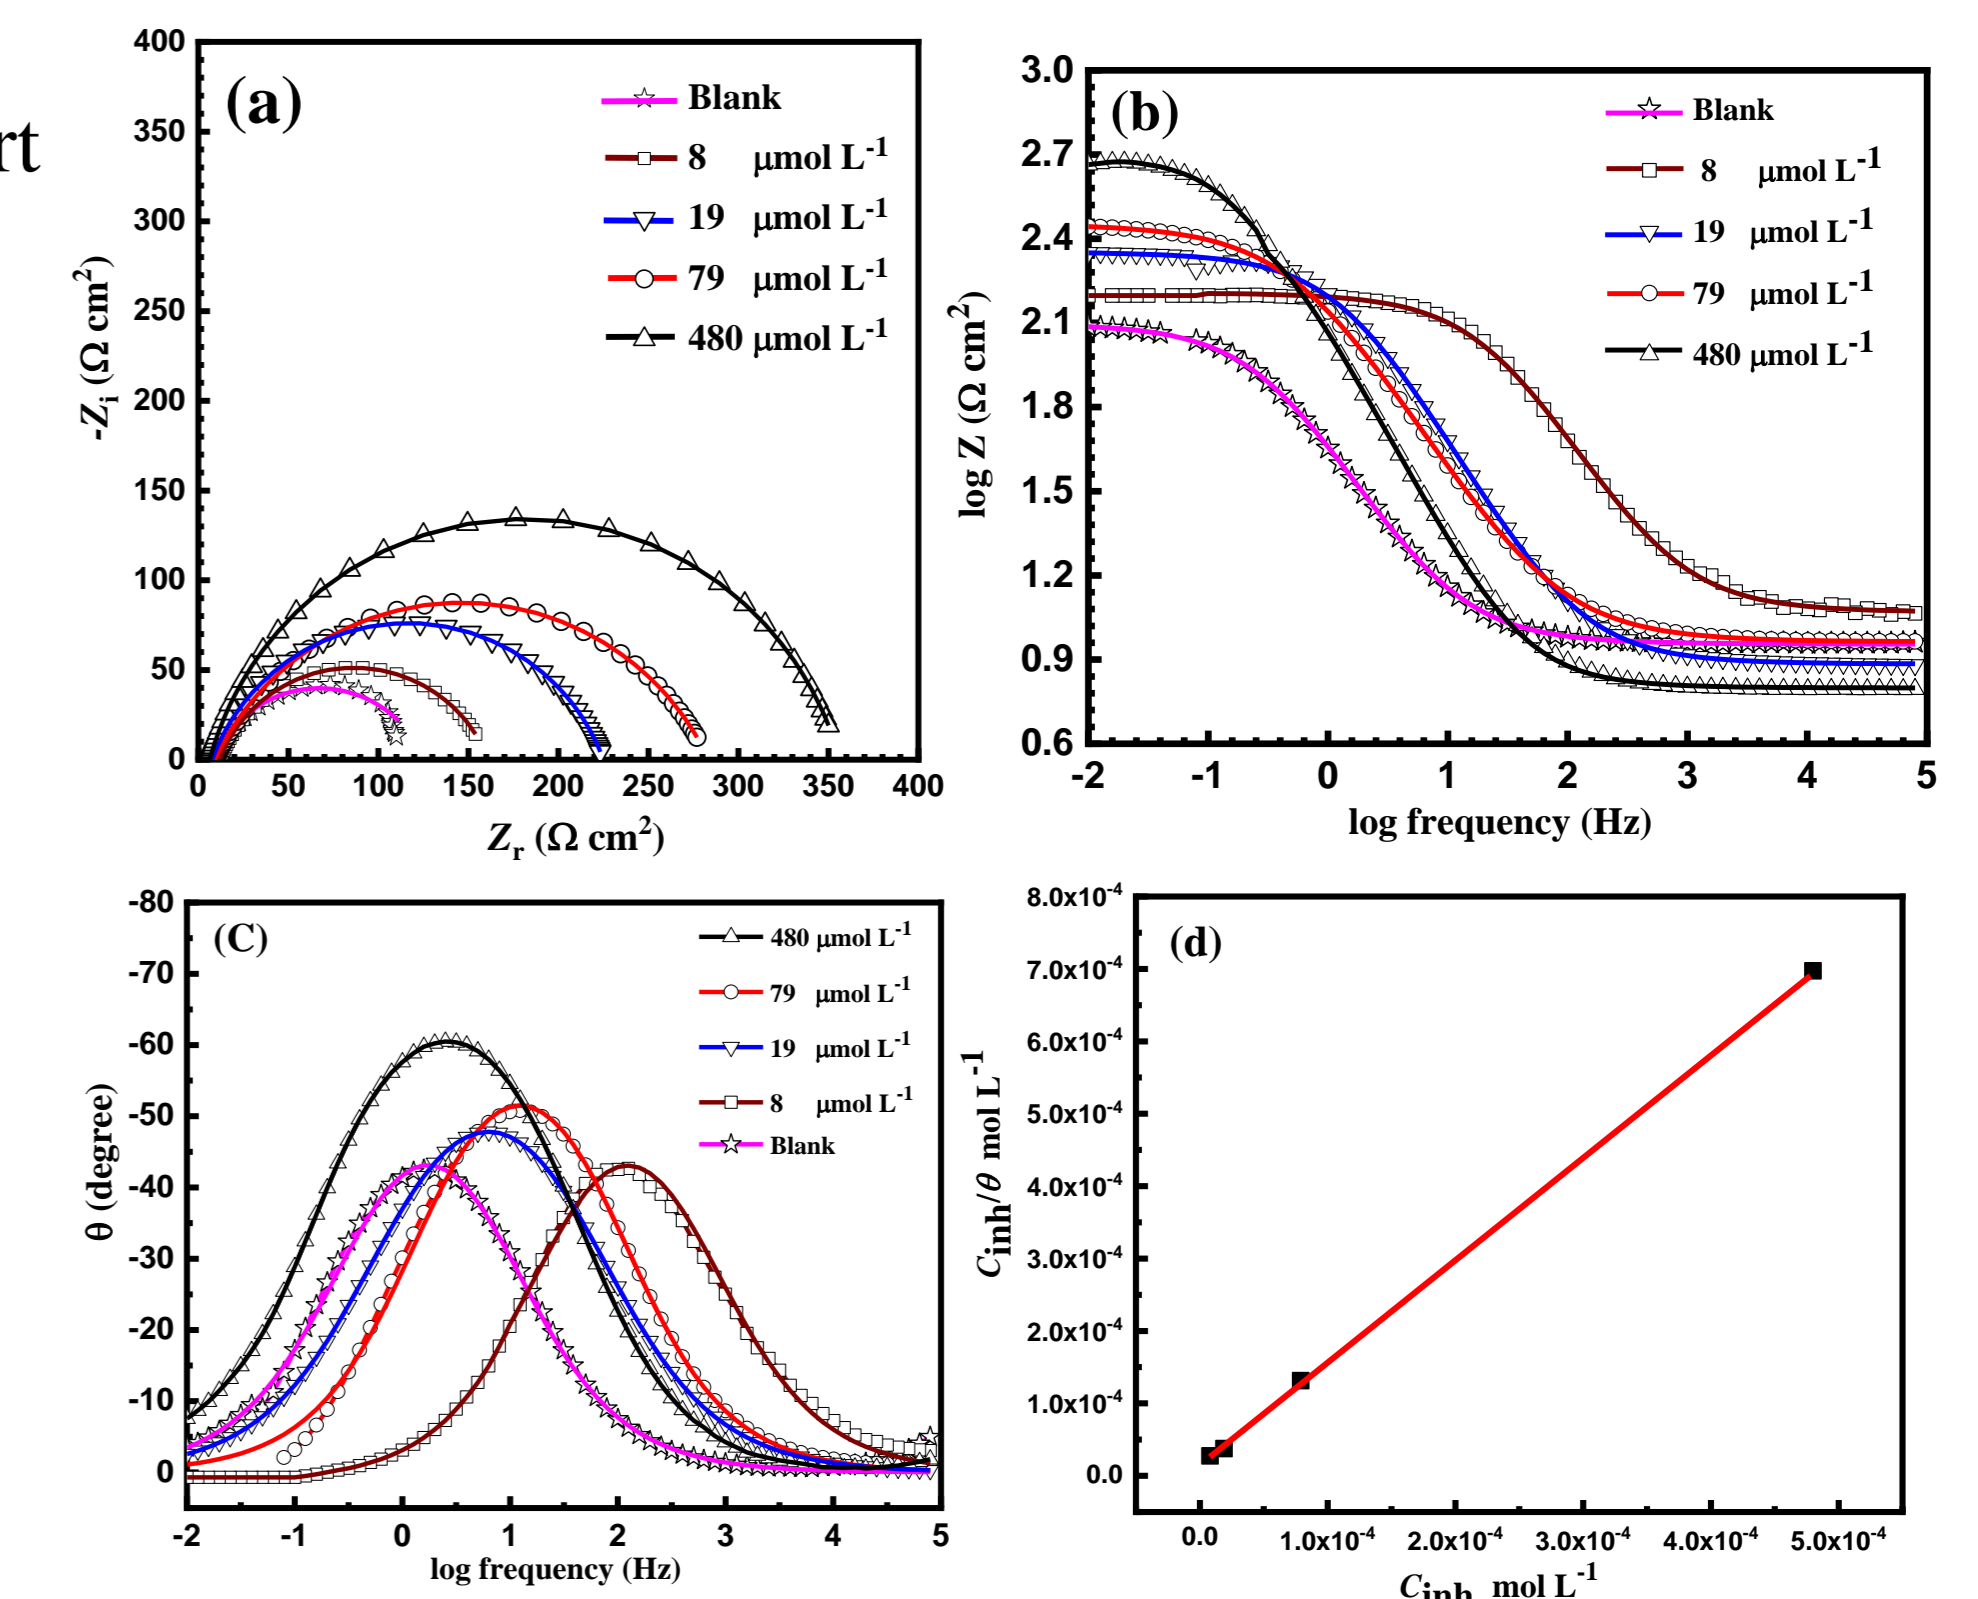 rt
(a)
Blank
8 μmol L-1
19 μmol L-1
79 μmol L-1
480 μmol L-1
400
350
300
250
200
150
100
50
0
-Zi (Ω cm2)
0 50 100 150 200 250 300 350 400
Zr (Ω cm2)
(b)
Blank
8 μmol L-1
19 μmol L-1
79 μmol L-1
480 μmol L-1
3.0
2.7
2.4
2.1
1.8
1.5
1.2
0.9
0.6
log Z (Ω cm2)
-2 -1 0 1 2 3 4 5
log frequency (Hz)
(C)
480 μmol L-1
79 μmol L-1
19 μmol L-1
8 μmol L-1
Blank
-80
-70
-60
-50
-40
-30
-20
-10
0
θ (degree)
-2 -1 0 1 2 3 4 5
log frequency (Hz)
(d)
8.0x10-4
7.0x10-4
6.0x10-4
5.0x10-4
4.0x10-4
3.0x10-4
2.0x10-4
1.0x10-4
0.0
Cinh/θ mol L-1
0.0 1.0x10-4 2.0x10-4 3.0x10-4 4.0x10-4 5.0x10-4
Cinh, mol L-1